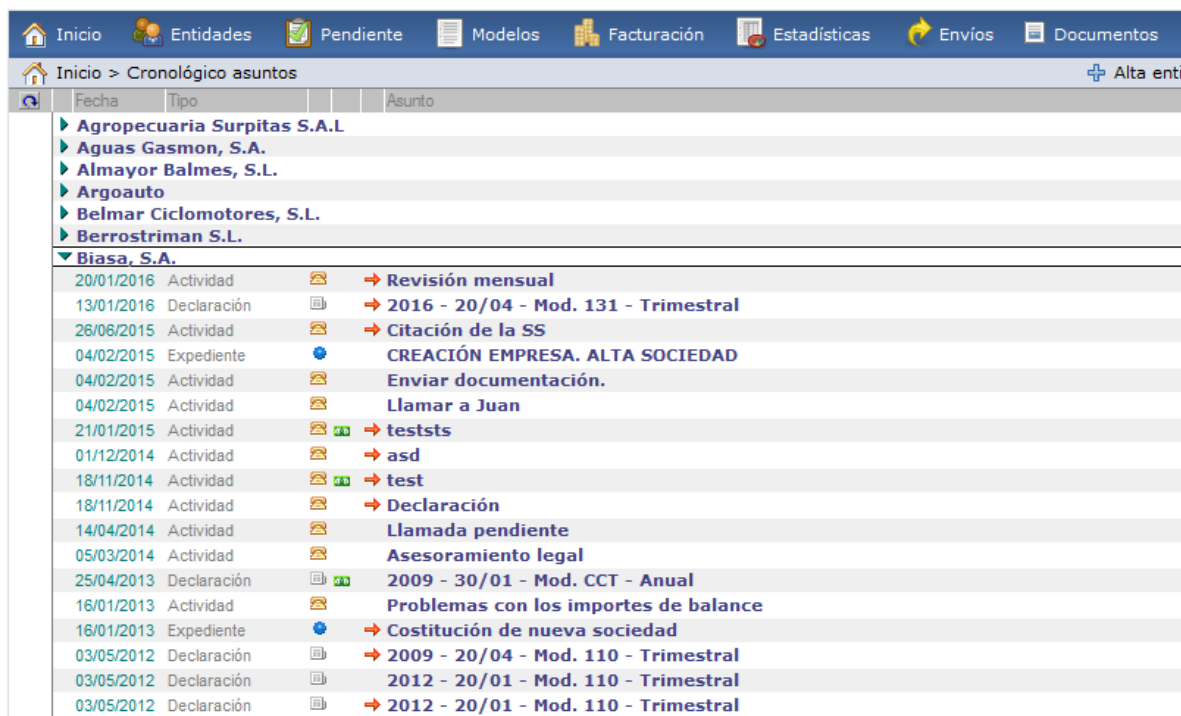 Inicio Entidades Pendiente Modelos Facturación Estadísticas Envíos Documentos
Inicio > Cronológico asuntos Alta enti
Fecha Tipo Asunto
Agropecuaria Surpitas S.A.L
Aguas Gasmon, S.A.
Almayor Balmes, S.L.
Argoauto
Belmar Ciclomotores, S.L.
Berrostriman S.L.
Biasa, S.A.
20/01/2016 Actividad Revisión mensual
13/01/2016 Declaración 2016 - 20/04 - Mod. 131 - Trimestral
26/06/2015 Actividad Citación de la SS
04/02/2015 Expediente CREACIÓN EMPRESA. ALTA SOCIEDAD
04/02/2015 Actividad Enviar documentación.
04/02/2015 Actividad Llamar a Juan
21/01/2015 Actividad teststs
01/12/2014 Actividad asd
18/11/2014 Actividad test
18/11/2014 Actividad Declaración
14/04/2014 Actividad Llamada pendiente
05/03/2014 Actividad Asesoramiento legal
25/04/2013 Declaración 2009 - 30/01 - Mod. CCT - Anual
16/01/2013 Actividad Problemas con los importes de balance
16/01/2013 Expediente Costitución de nueva sociedad
03/05/2012 Declaración 2009 - 20/04 - Mod. 110 - Trimestral
03/05/2012 Declaración 2012 - 20/01 - Mod. 110 - Trimestral
03/05/2012 Declaración 2012 - 20/01 - Mod. 110 - Trimestral